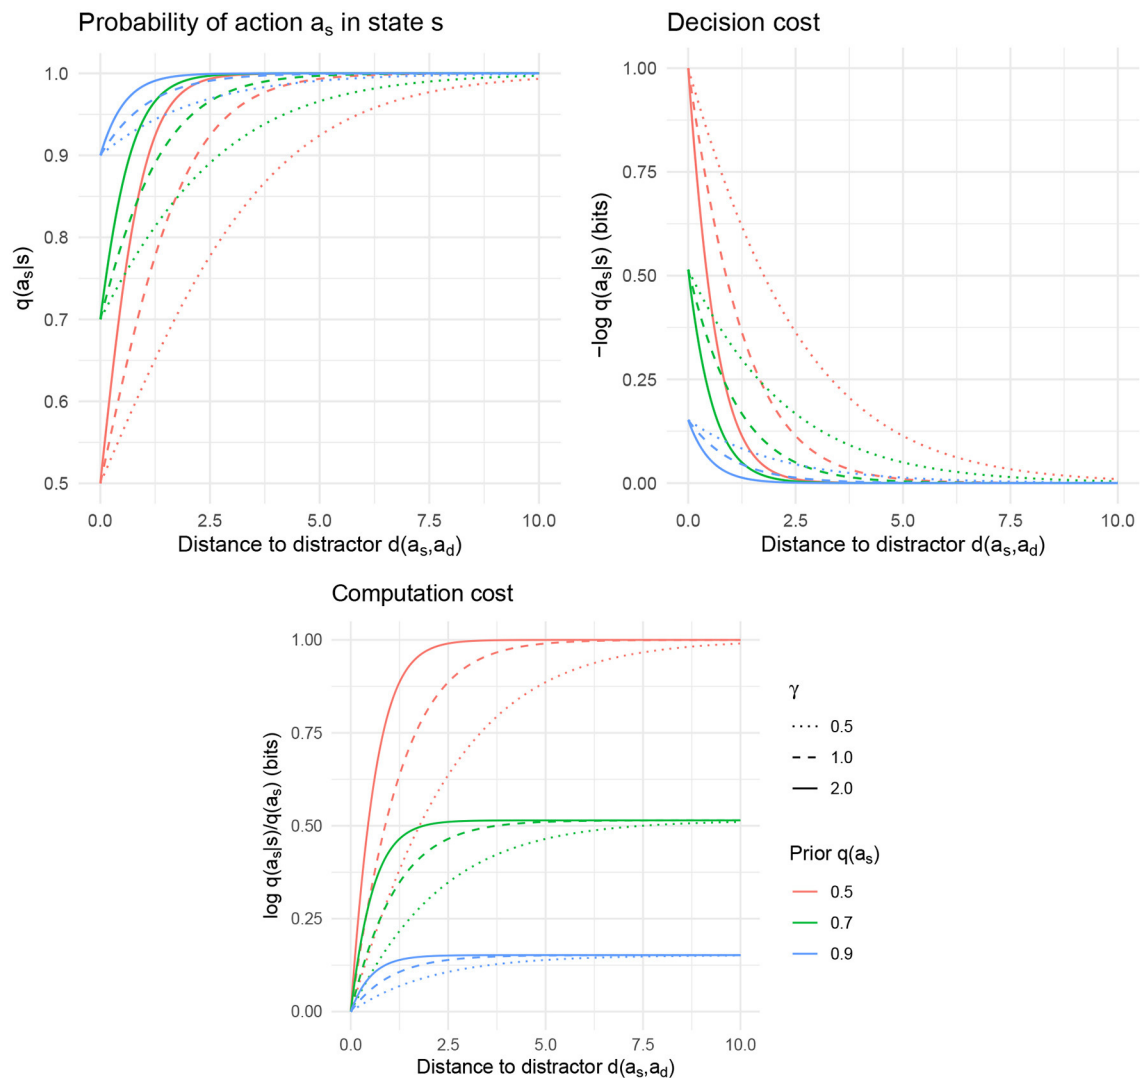 Probability of action aₛ in state s
Decision cost
q(aₛ|s)
1.0
0.9
0.8
0.7
0.6
0.5
0.0 2.5 5.0 7.5 10.0
Distance to distractor d(aₛ,a_d)
−log q(aₛ|s) (bits)
1.00
0.75
0.50
0.25
0.00
0.0 2.5 5.0 7.5 10.0
Distance to distractor d(aₛ,a_d)
Computation cost
log q(aₛ|s)/q(aₛ) (bits)
1.00
0.75
0.50
0.25
0.00
0.0 2.5 5.0 7.5 10.0
Distance to distractor d(aₛ,a_d)
γ
0.5
1.0
2.0
Prior q(aₛ)
0.5
0.7
0.9